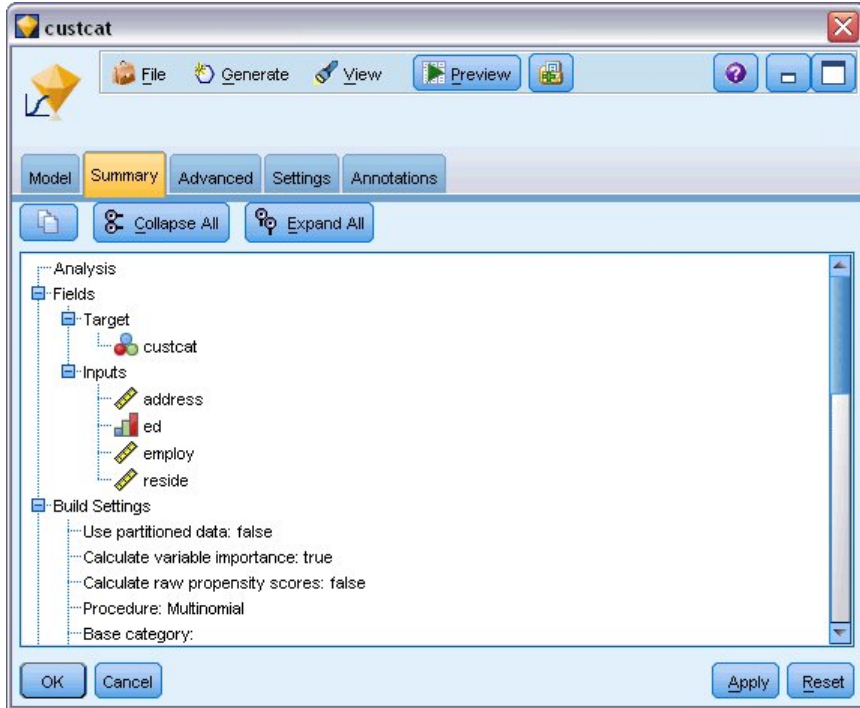 custcat
File Generate View Preview
Model Summary Advanced Settings Annotations
Collapse All Expand All
Analysis
Fields
Target
custcat
Inputs
address
ed
employ
reside
Build Settings
Use partitioned data: false
Calculate variable importance: true
Calculate raw propensity scores: false
Procedure: Multinomial
Base category:
OK Cancel Apply Reset